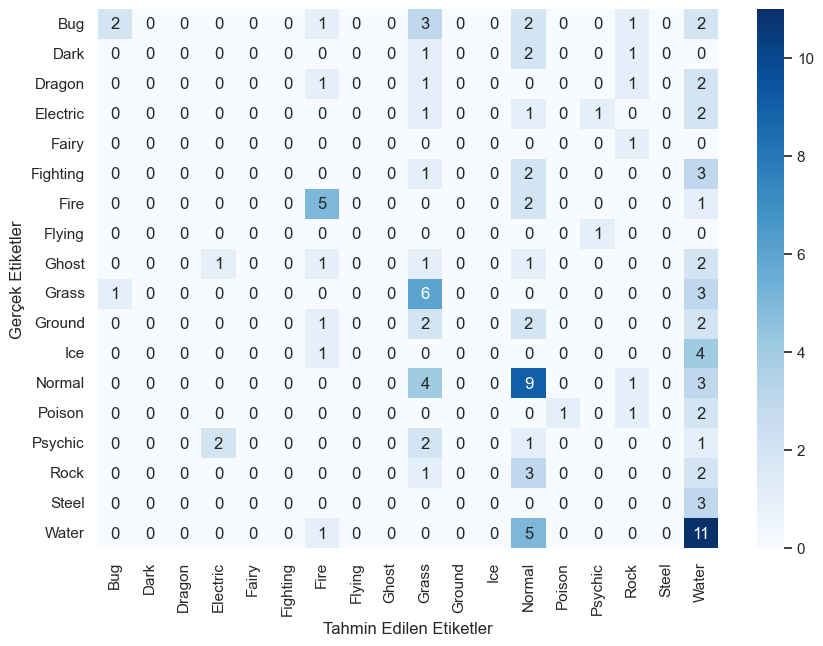 Gerçek Etiketler
Bug 2 0 0 0 0 0 1 0 0 3 0 0 2 0 0 1 0 2
Dark 0 0 0 0 0 0 0 0 0 1 0 0 2 0 0 1 0 0
Dragon 0 0 0 0 0 0 1 0 0 1 0 0 0 0 0 1 0 2
Electric 0 0 0 0 0 0 0 0 0 1 0 0 1 0 1 0 0 2
Fairy 0 0 0 0 0 0 0 0 0 0 0 0 0 0 0 1 0 0
Fighting 0 0 0 0 0 0 0 0 0 1 0 0 2 0 0 0 0 3
Fire 0 0 0 0 0 0 5 0 0 0 0 0 2 0 0 0 0 1
Flying 0 0 0 0 0 0 0 0 0 0 0 0 0 0 1 0 0 0
Ghost 0 0 0 1 0 0 1 0 0 1 0 0 1 0 0 0 0 2
Grass 1 0 0 0 0 0 0 0 0 6 0 0 0 0 0 0 0 3
Ground 0 0 0 0 0 0 1 0 0 2 0 0 2 0 0 0 0 2
Ice 0 0 0 0 0 0 1 0 0 0 0 0 0 0 0 0 0 4
Normal 0 0 0 0 0 0 0 0 0 4 0 0 9 0 0 1 0 3
Poison 0 0 0 0 0 0 0 0 0 0 0 0 0 1 0 1 0 2
Psychic 0 0 0 2 0 0 0 0 0 2 0 0 1 0 0 0 0 1
Rock 0 0 0 0 0 0 0 0 0 1 0 0 3 0 0 0 0 2
Steel 0 0 0 0 0 0 0 0 0 0 0 0 0 0 0 0 0 3
Water 0 0 0 0 0 0 1 0 0 0 0 0 5 0 0 0 0 11
Bug Dark Dragon Electric Fairy Fighting Fire Flying Ghost Grass Ground Ice Normal Poison Psychic Rock Steel Water
Tahmin Edilen Etiketler
10
8
6
4
2
0